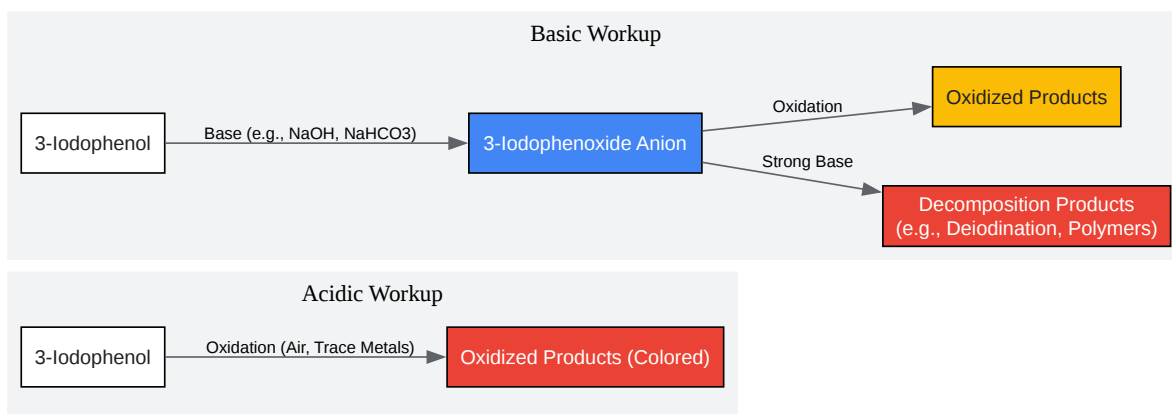 Basic Workup
3-Iodophenol
Base (e.g., NaOH, NaHCO3)
3-Iodophenoxide Anion
Oxidation
Oxidized Products
Strong Base
Decomposition Products
(e.g., Deiodination, Polymers)
Acidic Workup
3-Iodophenol
Oxidation (Air, Trace Metals)
Oxidized Products (Colored)